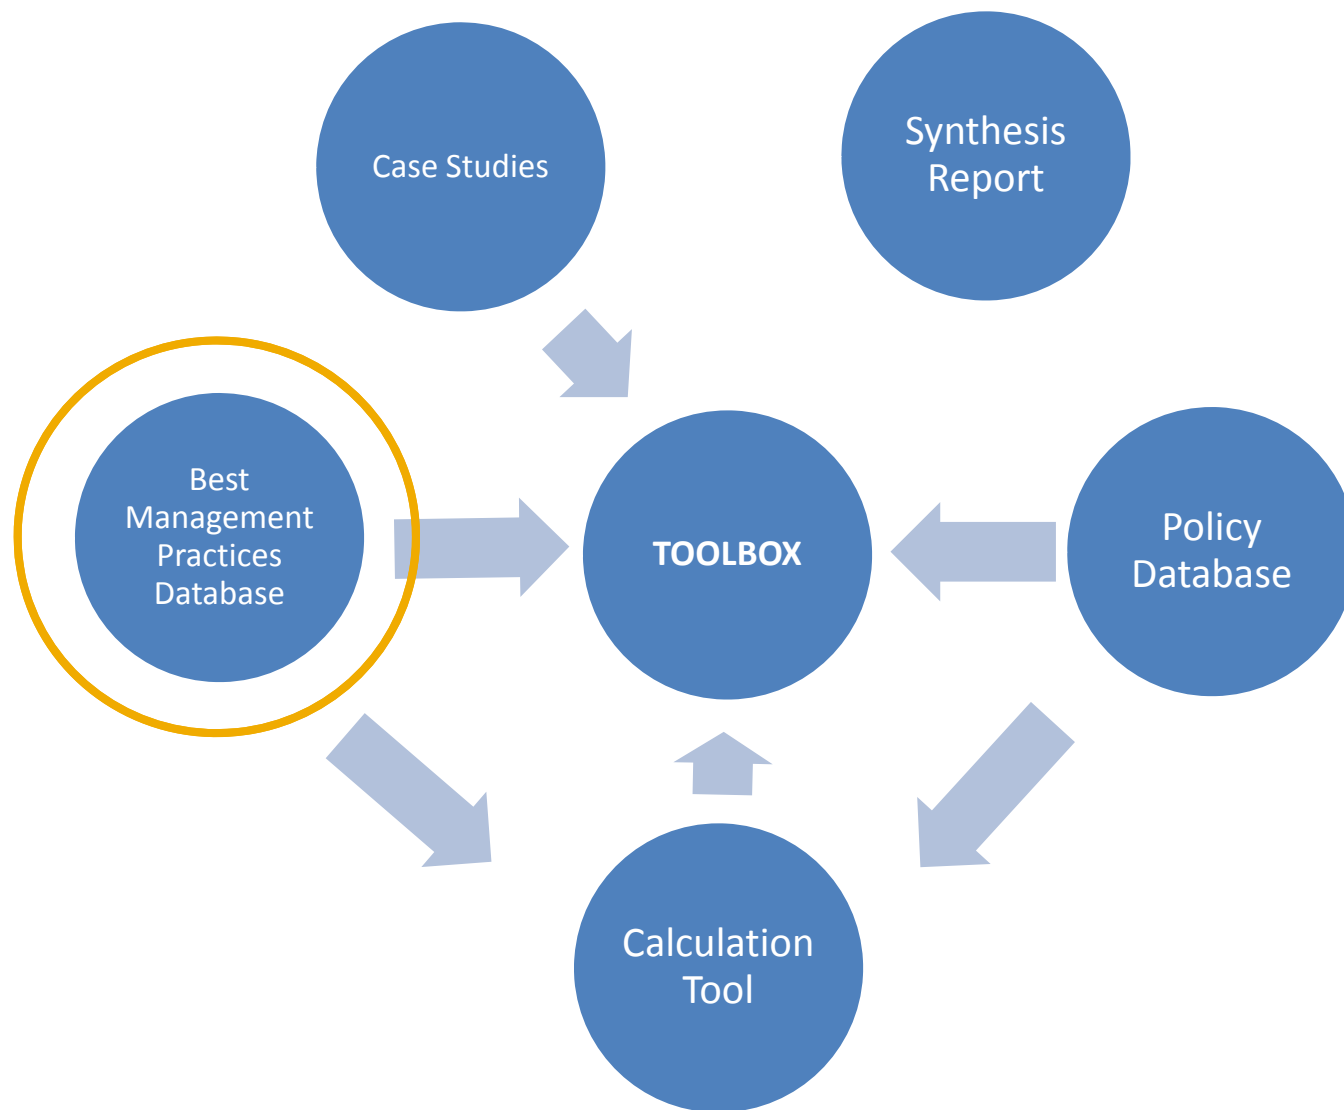 Case Studies
Synthesis
Report
Best
Management
Practices
Database
TOOLBOX
Policy
Database
Calculation
Tool